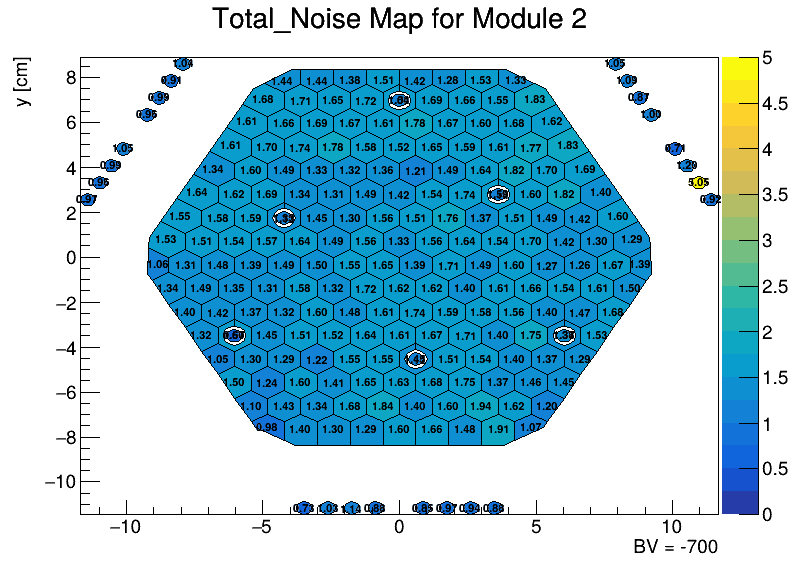 Total_Noise Map for Module 2
y [cm]
8
6
4
2
0
−2
−4
−6
−8
−10
−10 −5 0 5 10
BV = -700
5
4.5
4
3.5
3
2.5
2
1.5
1
0.5
0
1.04 1.05
0.91 1.09
0.99 0.87
0.96 1.00
1.05 0.71
0.99 1.20
0.96 5.05
0.97 0.92
1.44 1.44 1.38 1.51 1.42 1.28 1.53 1.33
1.68 1.71 1.65 1.72 1.69 1.66 1.55 1.83
1.61 1.66 1.69 1.67 1.61 1.78 1.67 1.60 1.68 1.62
1.61 1.70 1.74 1.78 1.58 1.52 1.65 1.59 1.61 1.77 1.83
1.34 1.60 1.49 1.33 1.32 1.36 1.21 1.49 1.64 1.82 1.54
1.64 1.62 1.69 1.34 1.31 1.49 1.42 1.54 1.74 1.60 1.82 1.40
1.55 1.58 1.59 1.45 1.30 1.56 1.51 1.76 1.37 1.51 1.49 1.42 1.60
1.53 1.51 1.54 1.57 1.64 1.49 1.56 1.33 1.56 1.64 1.54 1.70 1.42 1.30 1.29
1.06 1.31 1.48 1.39 1.49 1.50 1.55 1.65 1.39 1.71 1.49 1.60 1.27 1.26 1.67 1.39
1.34 1.49 1.35 1.31 1.56 1.72 1.62 1.62 1.60 1.49 1.57 1.54 1.64 1.61 1.50
1.40 1.42 1.37 1.32 1.58 1.48 1.61 1.74 1.59 1.56 1.35 1.40 1.47 1.68
1.32 1.45 1.51 1.52 1.64 1.61 1.67 1.71 1.40 1.75 1.53
1.05 1.30 1.29 1.22 1.55 1.55 1.51 1.54 1.40 1.37 1.29
1.50 1.24 1.60 1.41 1.65 1.63 1.68 1.75 1.37 1.46 1.45
1.10 1.43 1.34 1.68 1.84 1.40 1.60 1.94 1.62 1.20
0.98 1.40 1.30 1.29 1.60 1.66 1.48 1.91 1.07
0.73 1.03 1.14 0.88 0.85 0.97 0.94 0.88